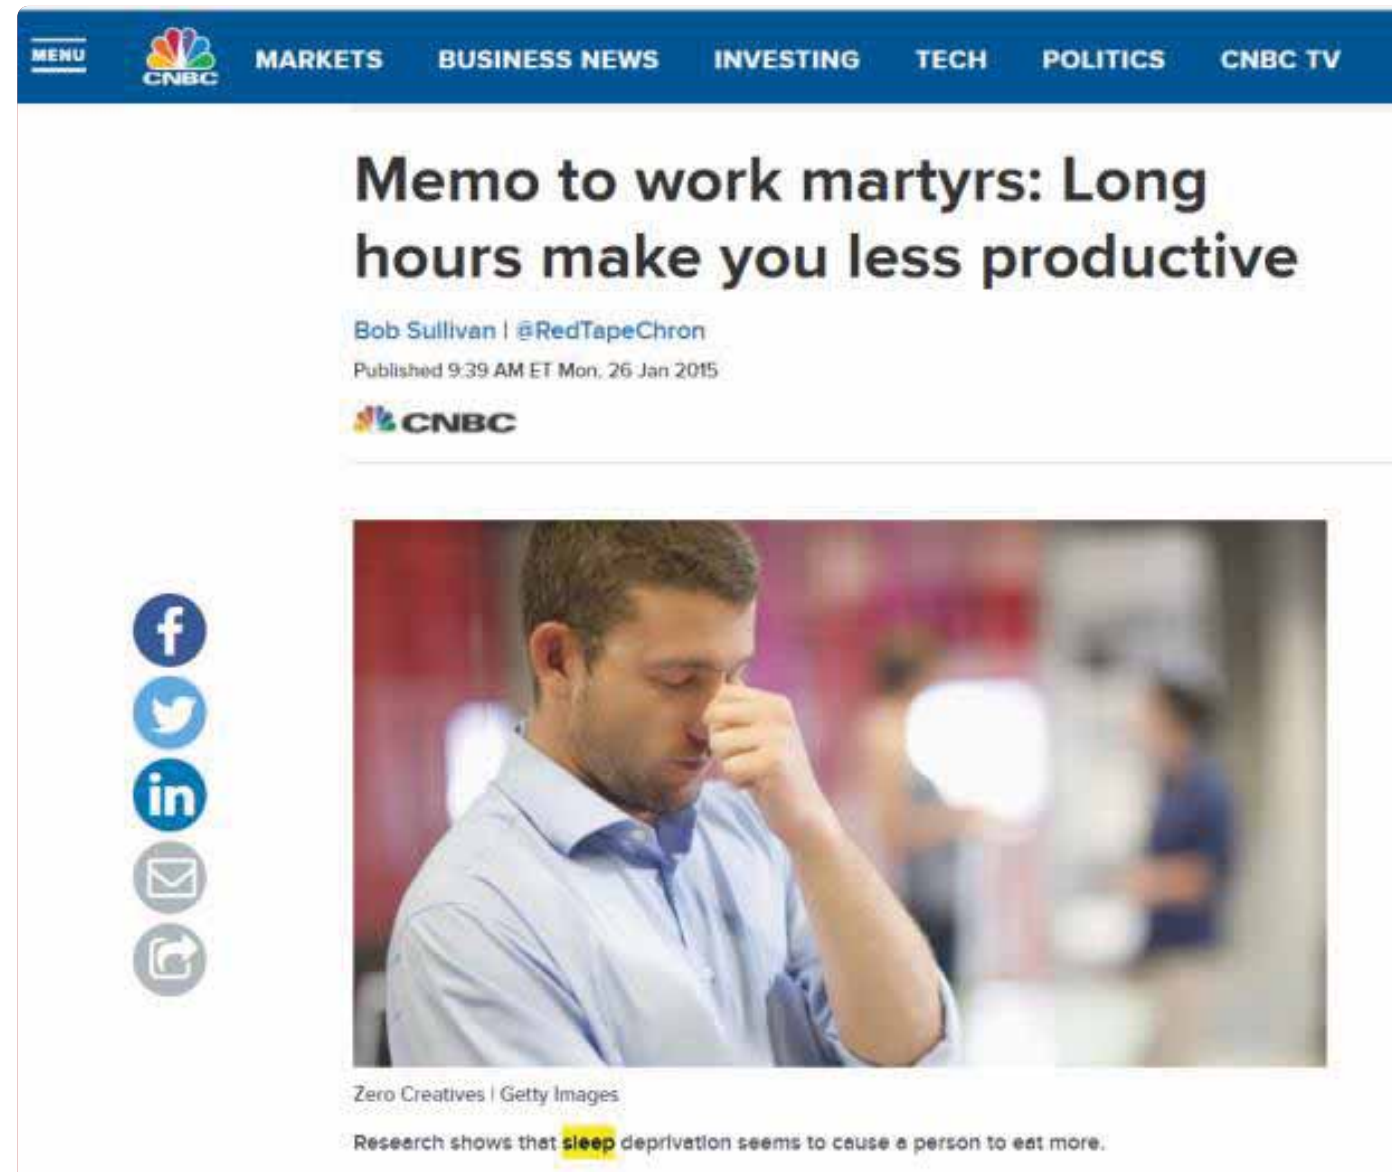 MENU
CNBC
MARKETS
BUSINESS NEWS
INVESTING
TECH
POLITICS
CNBC TV
Memo to work martyrs: Long
hours make you less productive
Bob Sullivan | @RedTapeChron
Published 9:39 AM ET Mon, 26 Jan 2015
CNBC
f
in
Zero Creatives | Getty Images
Research shows that sleep deprivation seems to cause a person to eat more.